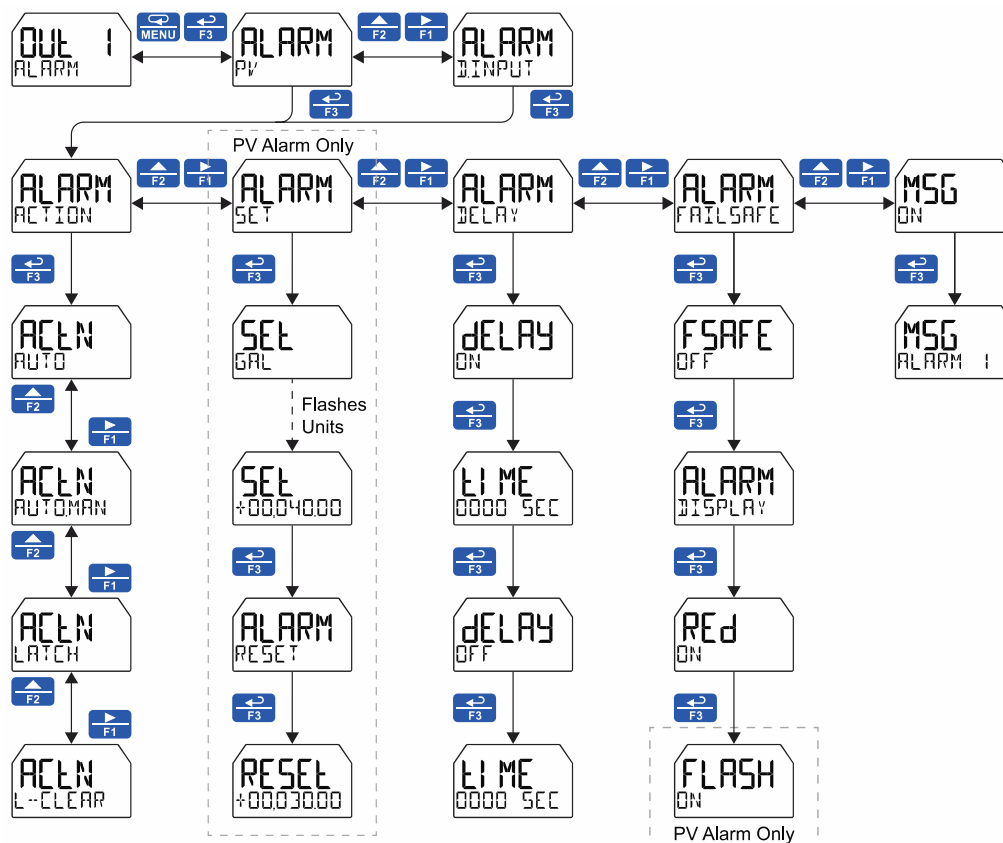 OUt 1
ALARM
MENU
F3
ALARM
PV
F2
F1
ALARM
D.INPUT
F3
F3
PV Alarm Only
ALARM
ACTION
F2
F1
ALARM
SET
F2
F1
ALARM
DELAY
F2
F1
ALARM
FAILSAFE
F2
F1
MSG
ON
F3
F3
F3
F3
F3
ACtN
AUTO
SEt
GAL
dELAY
ON
FSAFE
OFF
MSG
ALARM 1
F2
F1
Flashes
Units
F3
F3
ACtN
AUTO.MAN
SEt
+00,040.00
tIME
0000 SEC
ALARM
DISPLAY
F2
F1
F3
F3
F3
ACtN
LATCH
ALARM
RESET
dELAY
OFF
REd
ON
F2
F1
F3
F3
F3
ACtN
L--CLEAR
RESEt
+00,030.00
tIME
0000 SEC
FLASH
ON
PV Alarm Only